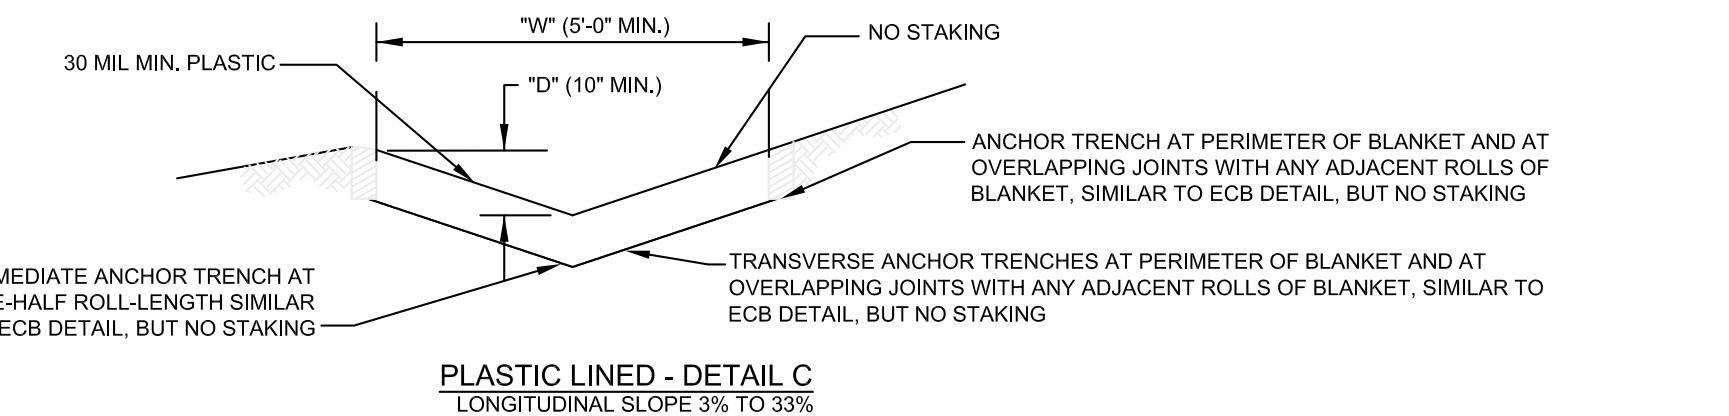 "W" (5'-0" MIN.)
NO STAKING
30 MIL MIN. PLASTIC
"D" (10" MIN.)
ANCHOR TRENCH AT PERIMETER OF BLANKET AND AT
OVERLAPPING JOINTS WITH ANY ADJACENT ROLLS OF
BLANKET, SIMILAR TO ECB DETAIL, BUT NO STAKING
TRANSVERSE ANCHOR TRENCHES AT PERIMETER OF BLANKET AND AT
OVERLAPPING JOINTS WITH ANY ADJACENT ROLLS OF BLANKET, SIMILAR TO
ECB DETAIL, BUT NO STAKING
MEDIATE ANCHOR TRENCH AT
E-HALF ROLL-LENGTH SIMILAR
ECB DETAIL, BUT NO STAKING
PLASTIC LINED - DETAIL C
LONGITUDINAL SLOPE 3% TO 33%